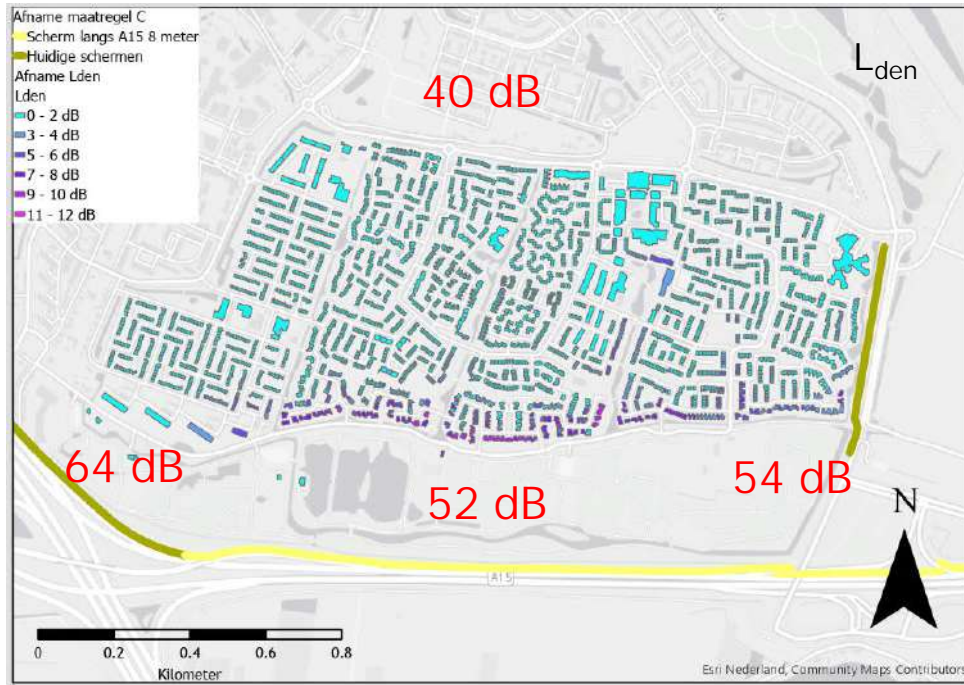 Afname maatregel C
Scherm langs A15 8 meter
Huidige schermen
Afname Lden
Lden
0 - 2 dB
3 - 4 dB
5 - 6 dB
7 - 8 dB
9 - 10 dB
11 - 12 dB
Lden
40 dB
64 dB
52 dB
54 dB
N
A15
0 0.2 0.4 0.6 0.8
Kilometer
Esri Nederland, Community Maps Contributors